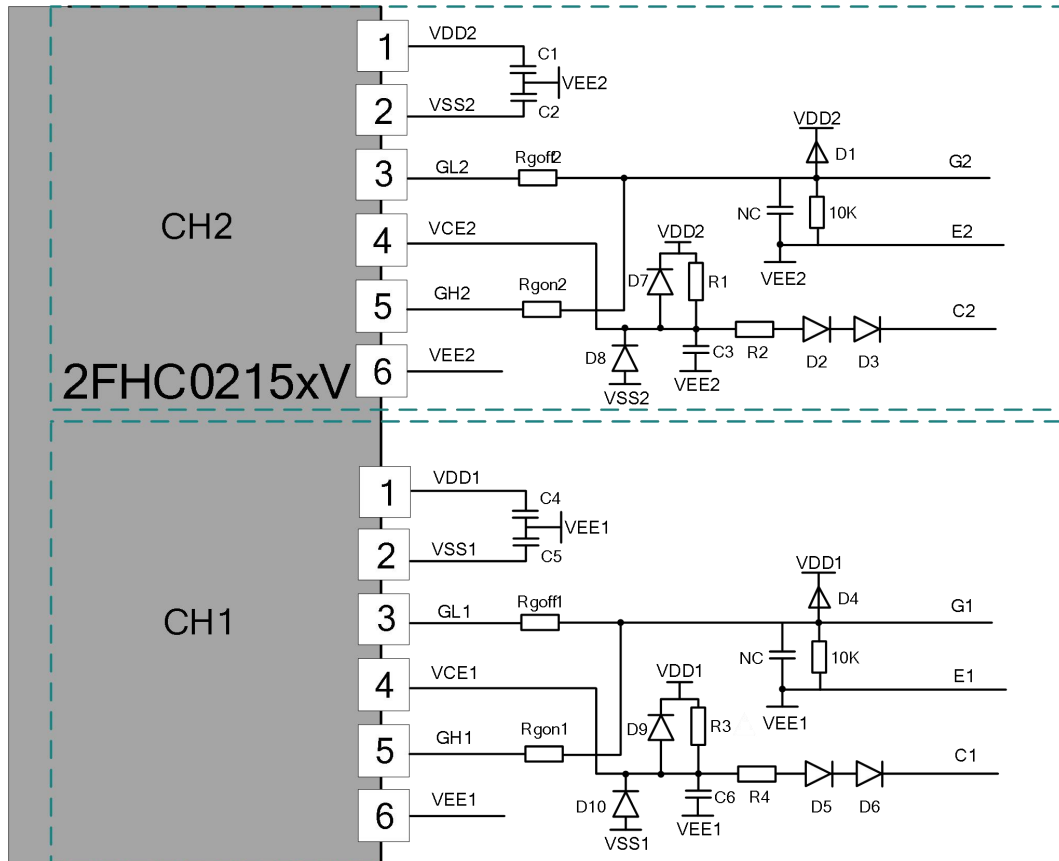 CH2
2FHC0215xV
1
VDD2
C1
VEE2
C2
2
VSS2
3
GL2
Rgoff2
VDD2
D1
G2
NC
10K
4
VCE2
E2
VEE2
VDD2
D7
R1
5
GH2
Rgon2
C2
D8
C3
R2
D2
D3
VSS2
VEE2
6
VEE2
CH1
1
VDD1
C4
VEE1
C5
2
VSS1
3
GL1
Rgoff1
VDD1
D4
G1
NC
10K
4
VCE1
E1
VEE1
VDD1
D9
R3
5
GH1
Rgon1
C1
D10
C6
R4
D5
D6
VSS1
VEE1
6
VEE1